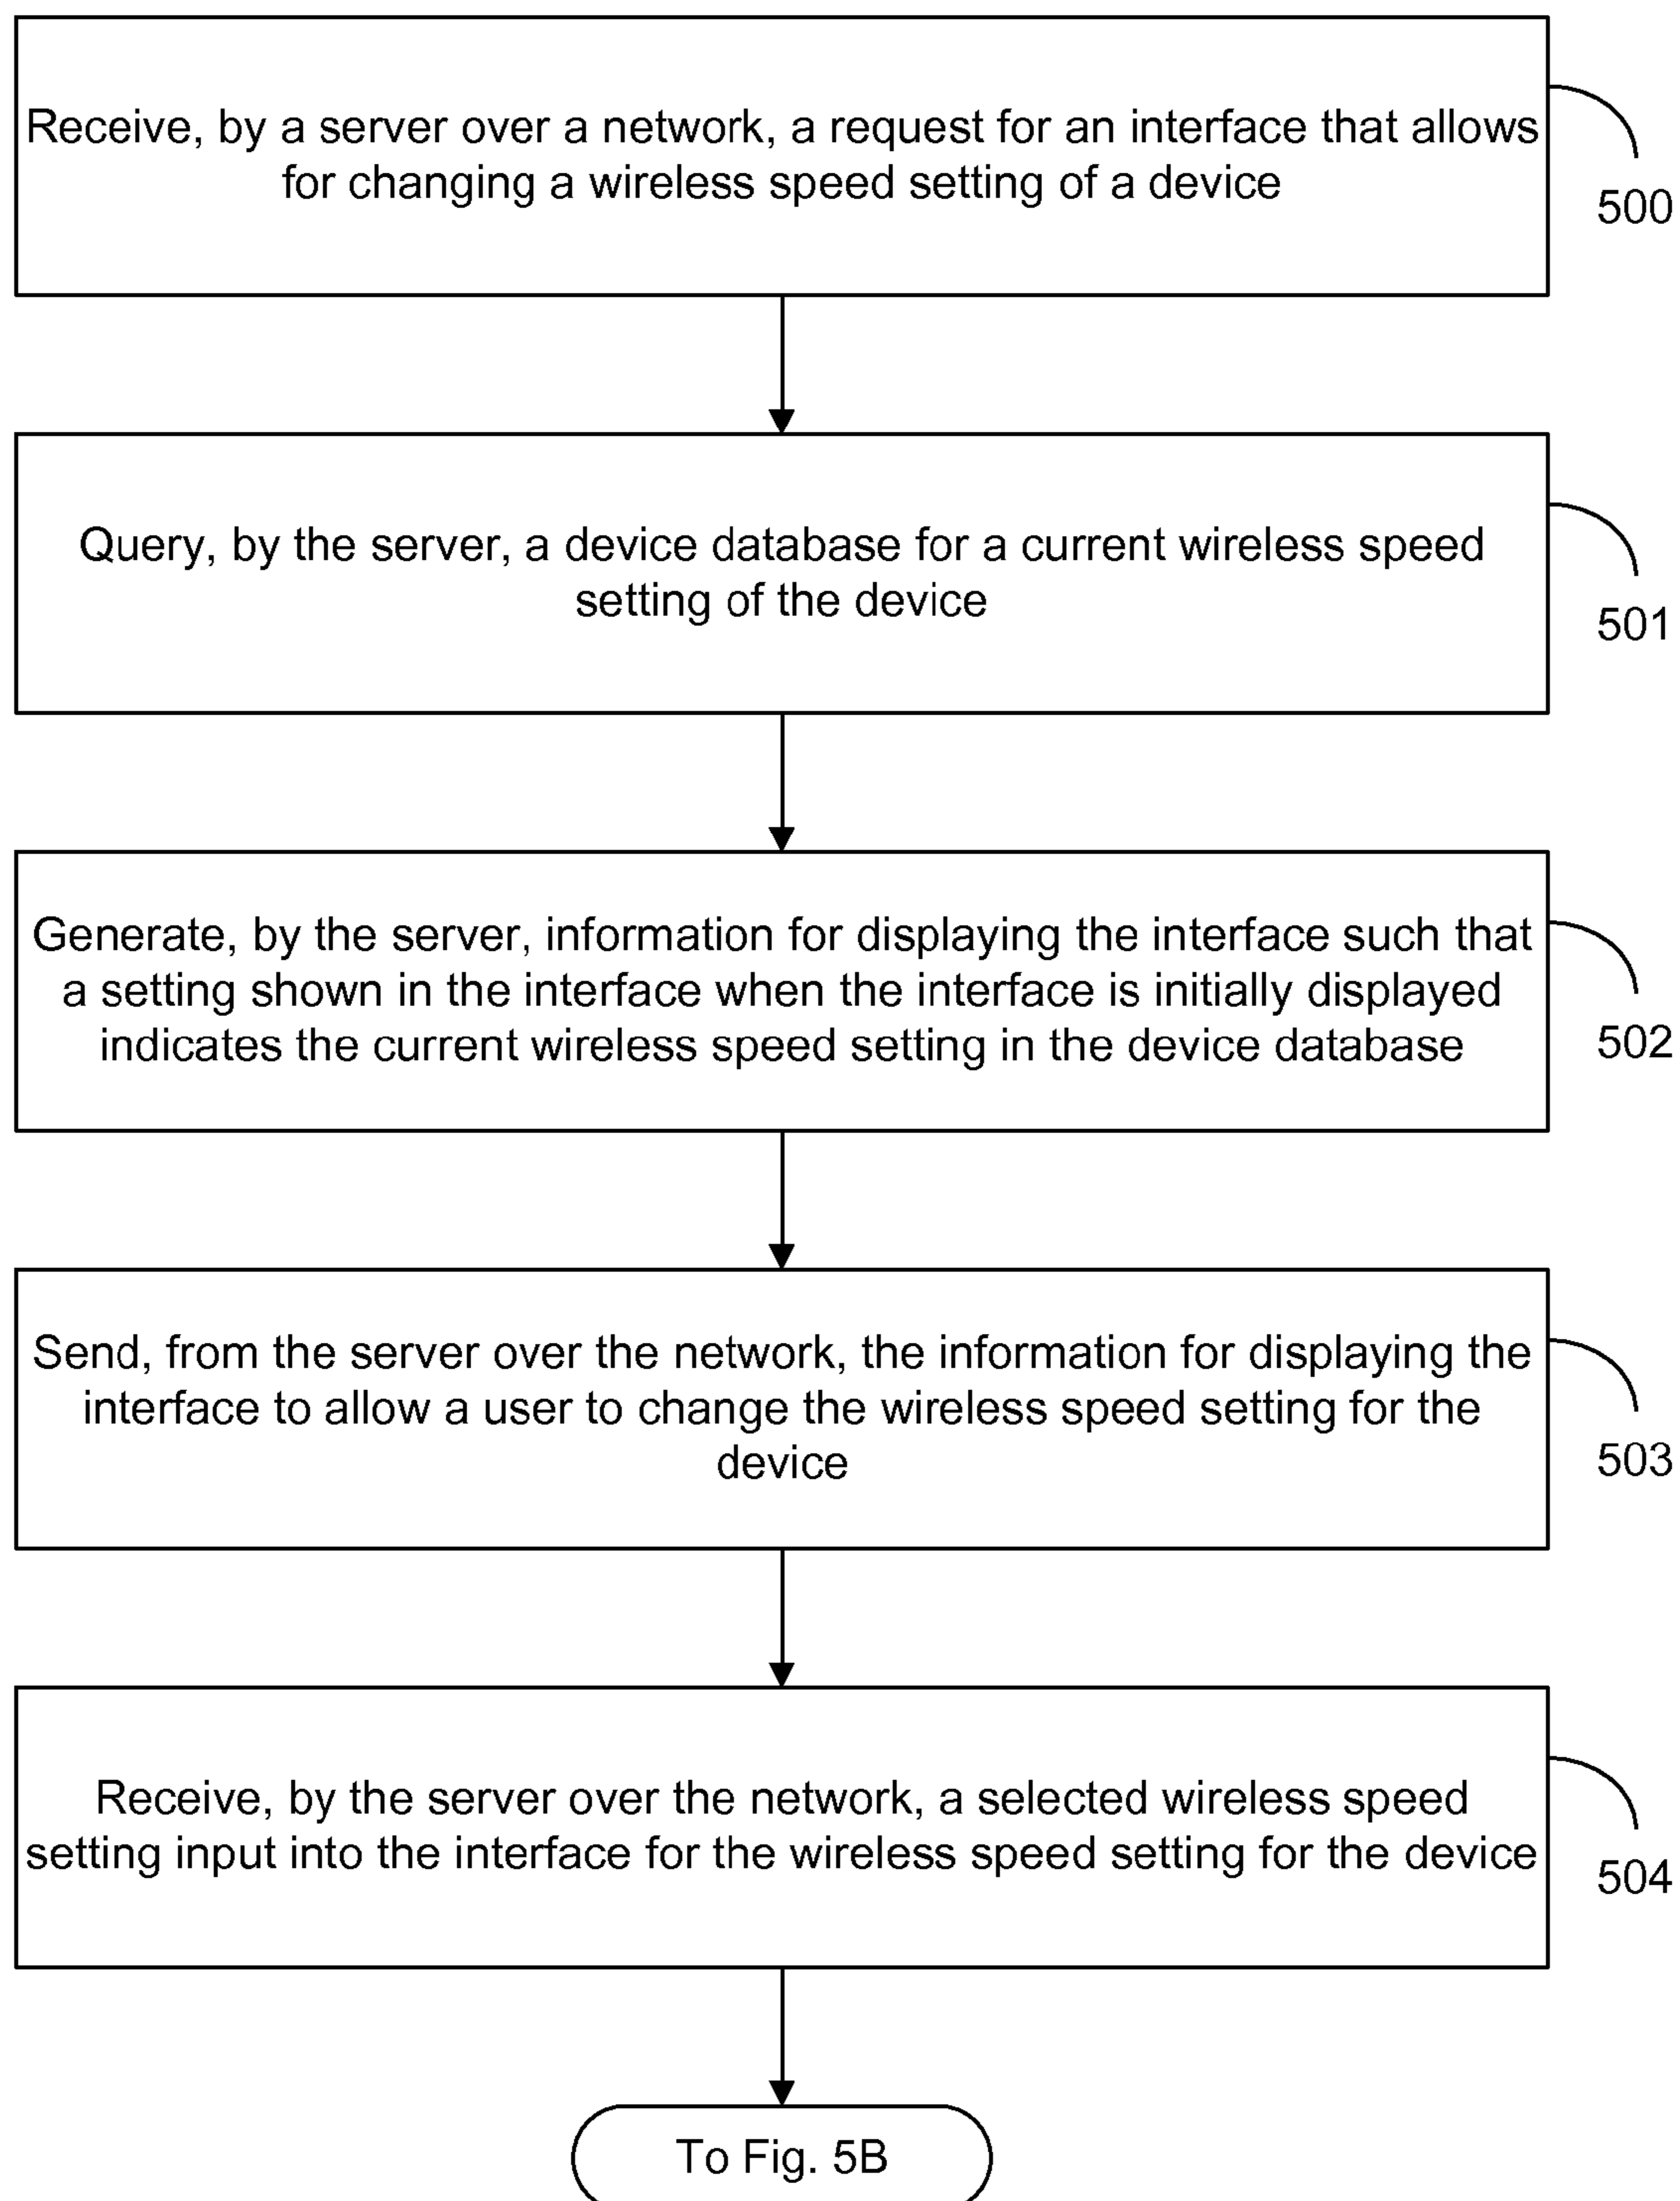 Receive, by a server over a network, a request for an interface that allows
for changing a wireless speed setting of a device
500
Query, by the server, a device database for a current wireless speed
setting of the device
501
Generate, by the server, information for displaying the interface such that
a setting shown in the interface when the interface is initially displayed
indicates the current wireless speed setting in the device database
502
Send, from the server over the network, the information for displaying the
interface to allow a user to change the wireless speed setting for the
device
503
Receive, by the server over the network, a selected wireless speed
setting input into the interface for the wireless speed setting for the device
504
To Fig. 5B